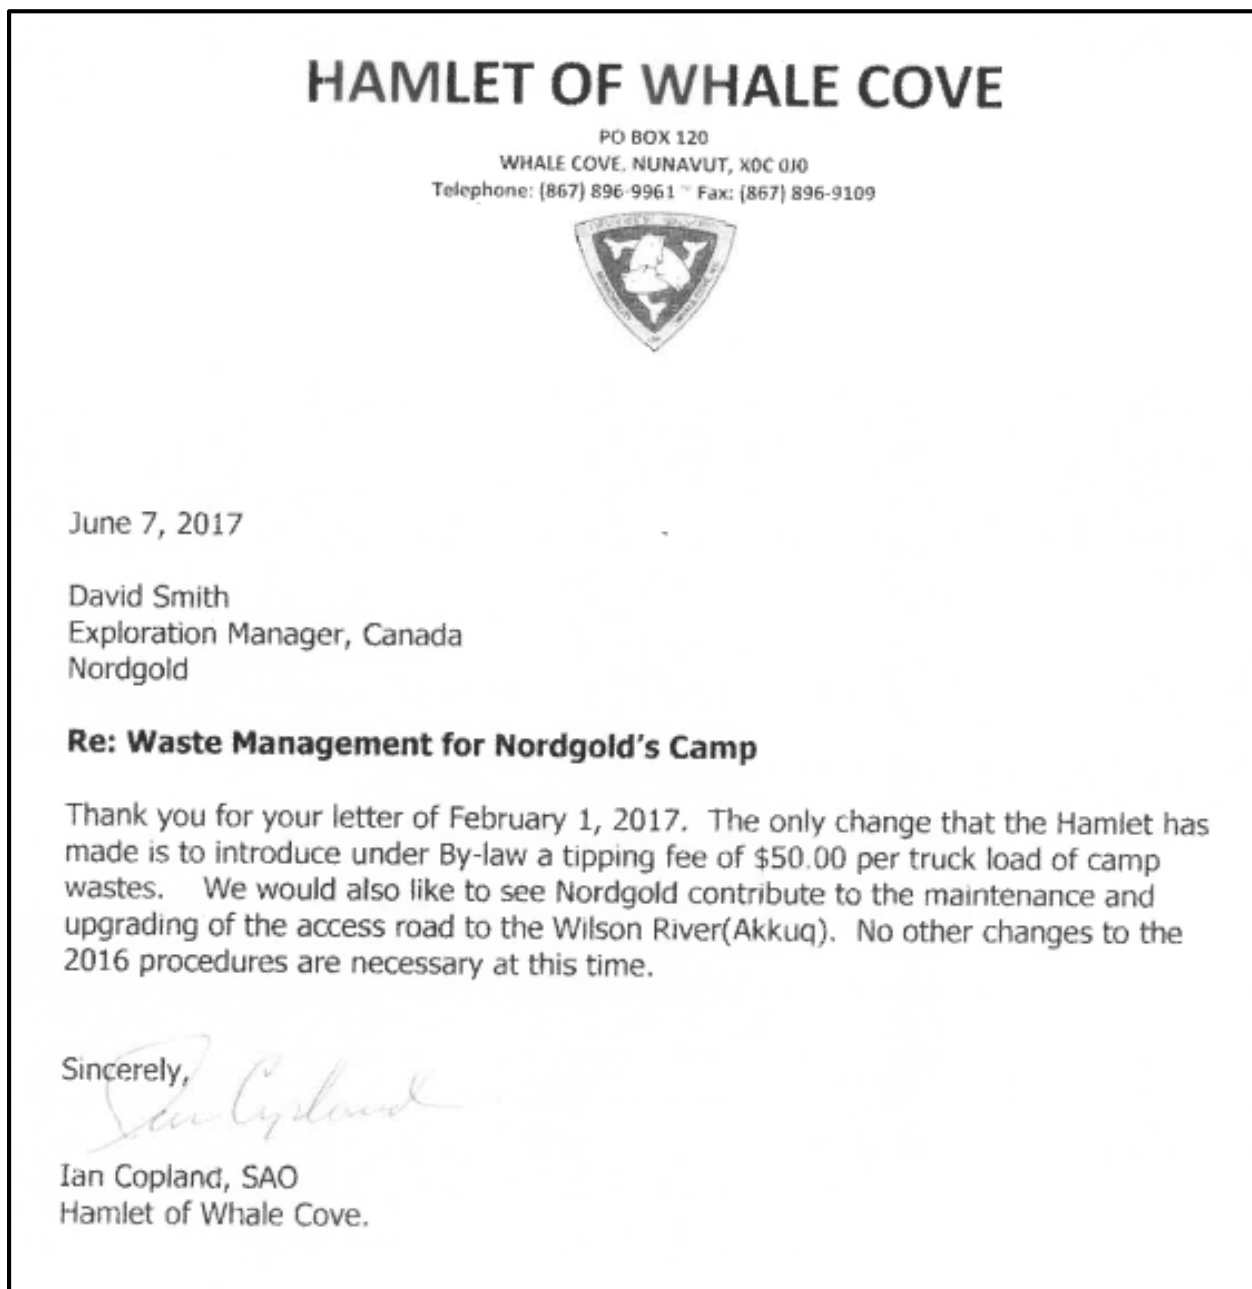 HAMLET OF WHALE COVE
PO BOX 120
WHALE COVE, NUNAVUT, X0C 0J0
Telephone: (867) 896-9961 ~ Fax: (867) 896-9109
June 7, 2017
David Smith
Exploration Manager, Canada
Nordgold
Re: Waste Management for Nordgold's Camp
Thank you for your letter of February 1, 2017. The only change that the Hamlet has
made is to introduce under By-law a tipping fee of $50.00 per truck load of camp
wastes. We would also like to see Nordgold contribute to the maintenance and
upgrading of the access road to the Wilson River(Akkuq). No other changes to the
2016 procedures are necessary at this time.
Sincerely,
Ian Copland
Ian Copland, SAO
Hamlet of Whale Cove.